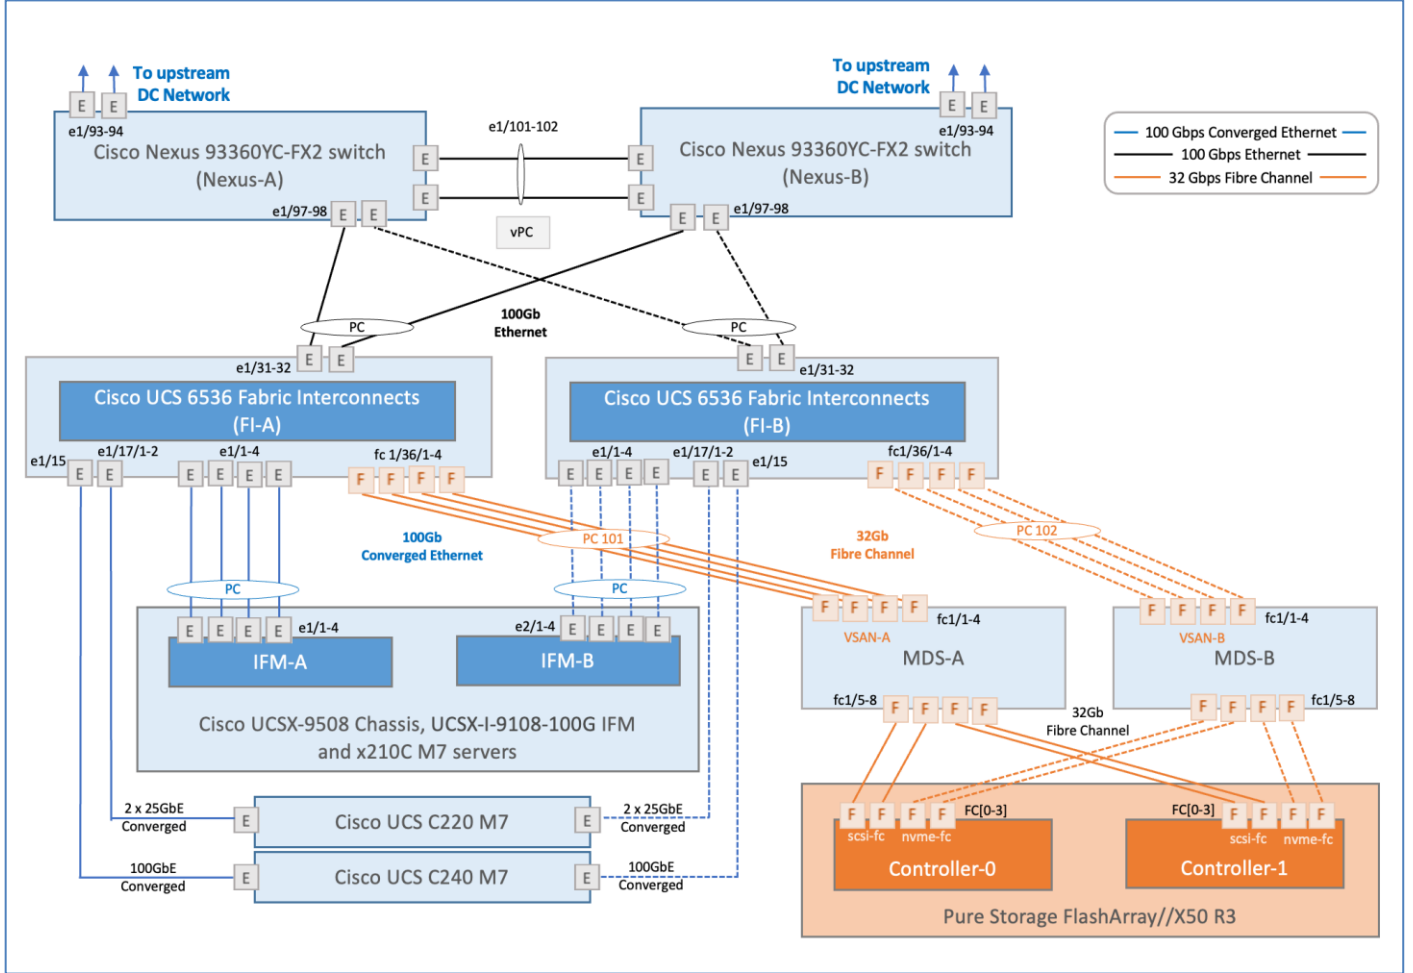 To upstream
DC Network
To upstream
DC Network
E
E
E
E
e1/93-94
e1/93-94
e1/101-102
100 Gbps Converged Ethernet
100 Gbps Ethernet
32 Gbps Fibre Channel
Cisco Nexus 93360YC-FX2 switch
(Nexus-A)
E
E
E
E
Cisco Nexus 93360YC-FX2 switch
(Nexus-B)
e1/97-98
E
E
vPC
E
E
e1/97-98
100Gb
Ethernet
PC
PC
e1/31-32
E
E
E
E
e1/31-32
Cisco UCS 6536 Fabric Interconnects
(FI-A)
Cisco UCS 6536 Fabric Interconnects
(FI-B)
e1/15
e1/17/1-2
e1/1-4
fc 1/36/1-4
e1/1-4
e1/17/1-2
e1/15
fc1/36/1-4
E
E
E
E
E
E
F
F
F
F
E
E
E
E
E
E
F
F
F
F
100Gb
Converged Ethernet
PC 101
32Gb
Fibre Channel
PC 102
PC
PC
E
E
E
E
e1/1-4
e2/1-4
E
E
E
E
F
F
F
F
fc1/1-4
F
F
F
F
fc1/1-4
IFM-A
IFM-B
VSAN-A
MDS-A
VSAN-B
MDS-B
Cisco UCSX-9508 Chassis, UCSX-I-9108-100G IFM
and x210C M7 servers
fc1/5-8
F
F
F
F
32Gb
Fibre Channel
F
F
F
F
fc1/5-8
2 x 25GbE
Converged
E
Cisco UCS C220 M7
E
2 x 25GbE
Converged
100GbE
Converged
E
Cisco UCS C240 M7
E
100GbE
Converged
F
F
F
F
FC[0-3]
scsi-fc
nvme-fc
Controller-0
FC[0-3]
F
F
F
F
scsi-fc
nvme-fc
Controller-1
Pure Storage FlashArray//X50 R3